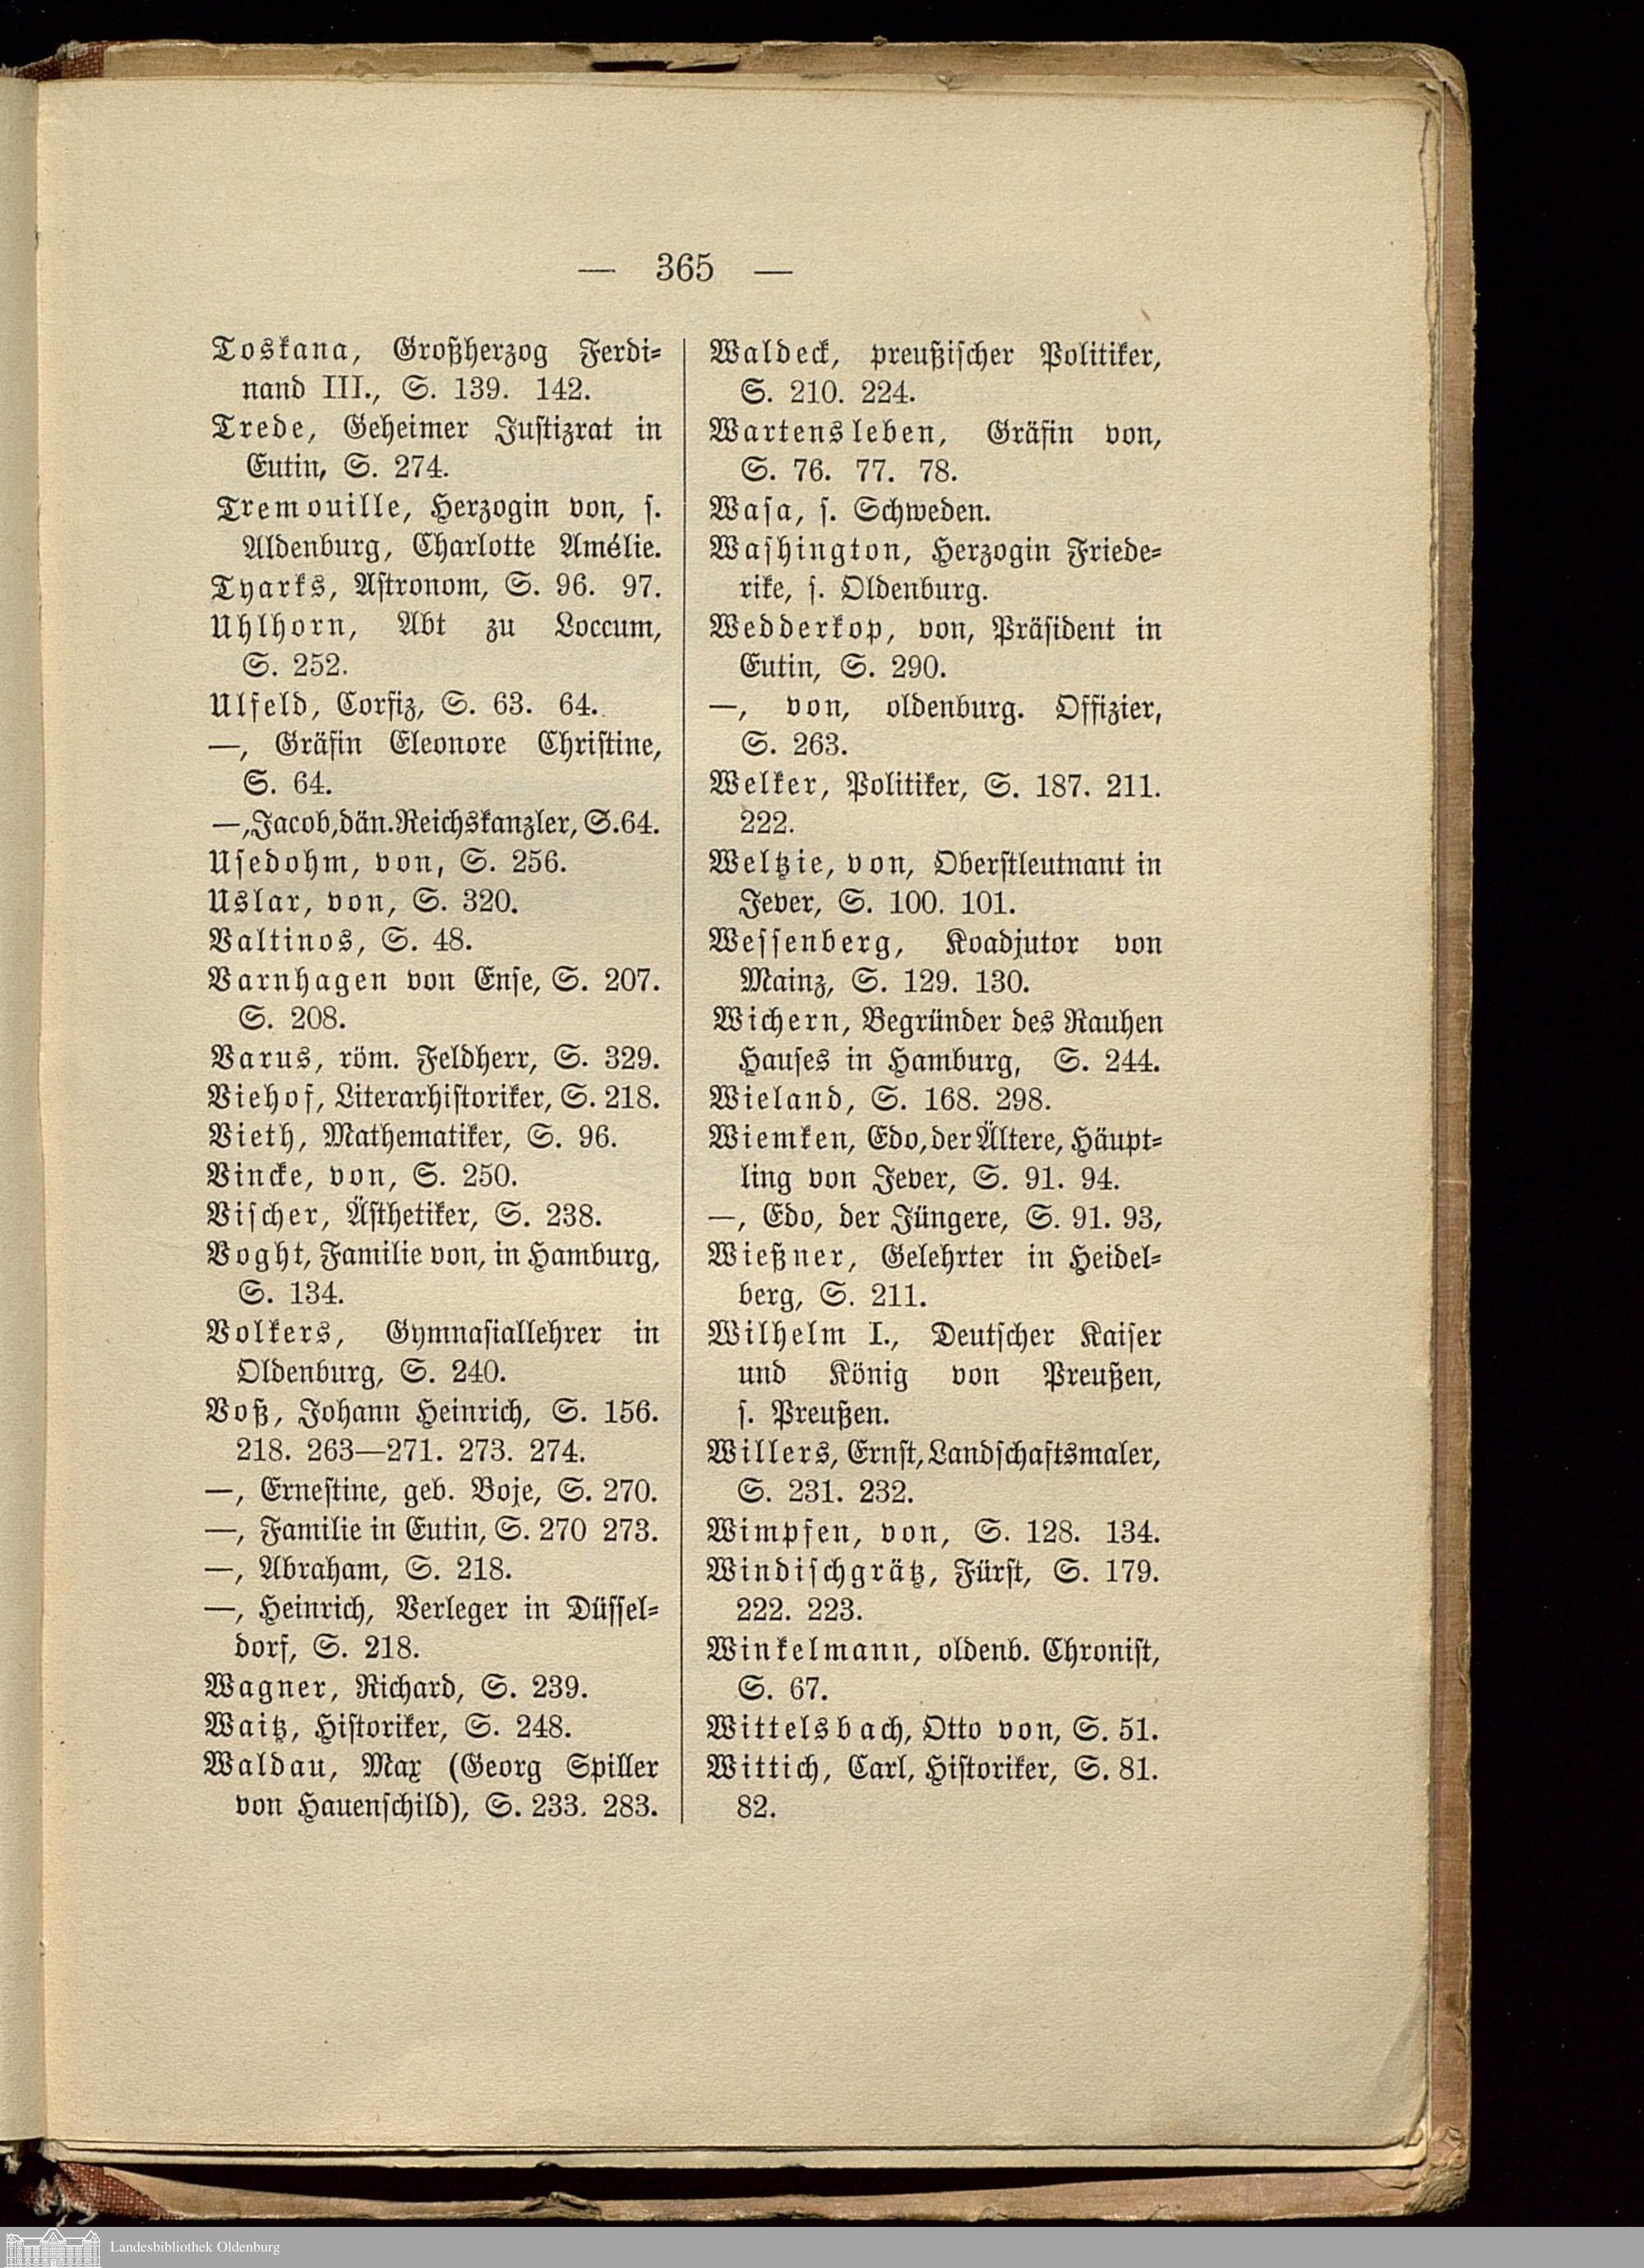 — 365 —
Toskana, Großherzog Ferdi-
nand III., S. 139. 142.
Trede, Geheimer Justizrat in
Eutin, S. 274.
Tremouille, Herzogin von, s.
Aldenburg, Charlotte Amélie.
Tyarks, Astronom, S. 96. 97.
Uhlhorn, Abt zu Loccum,
S. 252.
Ulfeld, Corfiz, S. 63. 64.
—, Gräfin Eleonore Christine,
S. 64.
—, Jacob, dän. Reichskanzler, S. 64.
Usedohm, von, S. 256.
Uslar, von, S. 320.
Valtinos, S. 48.
Varnhagen von Ense, S. 207.
S. 208.
Varus, röm. Feldherr, S. 329.
Viehof, Literarhistoriker, S. 218.
Vieth, Mathematiker, S. 96.
Vincke, von, S. 250.
Vischer, Ästhetiker, S. 238.
Voght, Familie von, in Hamburg,
S. 134.
Volkers, Gymnasiallehrer in
Oldenburg, S. 240.
Voß, Johann Heinrich, S. 156.
218. 263—271. 273. 274.
—, Ernestine, geb. Boje, S. 270.
—, Familie in Eutin, S. 270 273.
—, Abraham, S. 218.
—, Heinrich, Verleger in Düssel-
dorf, S. 218.
Wagner, Richard, S. 239.
Waitz, Historiker, S. 248.
Waldau, Max (Georg Spiller
von Hauenschild), S. 233. 283.
Waldeck, preußischer Politiker,
S. 210. 224.
Wartensleben, Gräfin von,
S. 76. 77. 78.
Wasa, s. Schweden.
Washington, Herzogin Friede-
rike, s. Oldenburg.
Wedderkop, von, Präsident in
Eutin, S. 290.
—, von, oldenburg. Offizier,
S. 263.
Welker, Politiker, S. 187. 211.
222.
Weltzie, von, Oberstleutnant in
Jever, S. 100. 101.
Wessenberg, Koadjutor von
Mainz, S. 129. 130.
Wichern, Begründer des Rauhen
Hauses in Hamburg, S. 244.
Wieland, S. 168. 298.
Wiemken, Edo, der Ältere, Häupt-
ling von Jever, S. 91. 94.
—, Edo, der Jüngere, S. 91. 93,
Wießner, Gelehrter in Heidel-
berg, S. 211.
Wilhelm I., Deutscher Kaiser
und König von Preußen,
s. Preußen.
Willers, Ernst, Landschaftsmaler,
S. 231. 232.
Wimpfen, von, S. 128. 134.
Windischgrätz, Fürst, S. 179.
222. 223.
Winkelmann, oldenb. Chronist,
S. 67.
Wittelsbach, Otto von, S. 51.
Wittich, Carl, Historiker, S. 81.
82.
Landesbibliothek Oldenburg